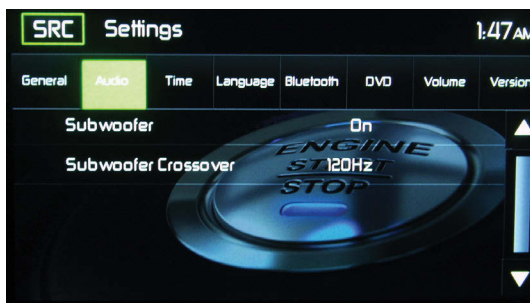 SRC Settings 1:47AM
General Audio Time Language Bluetooth DVD Volume Version
Subwoofer On
Subwoofer Crossover 120Hz
ENGINE
START
STOP